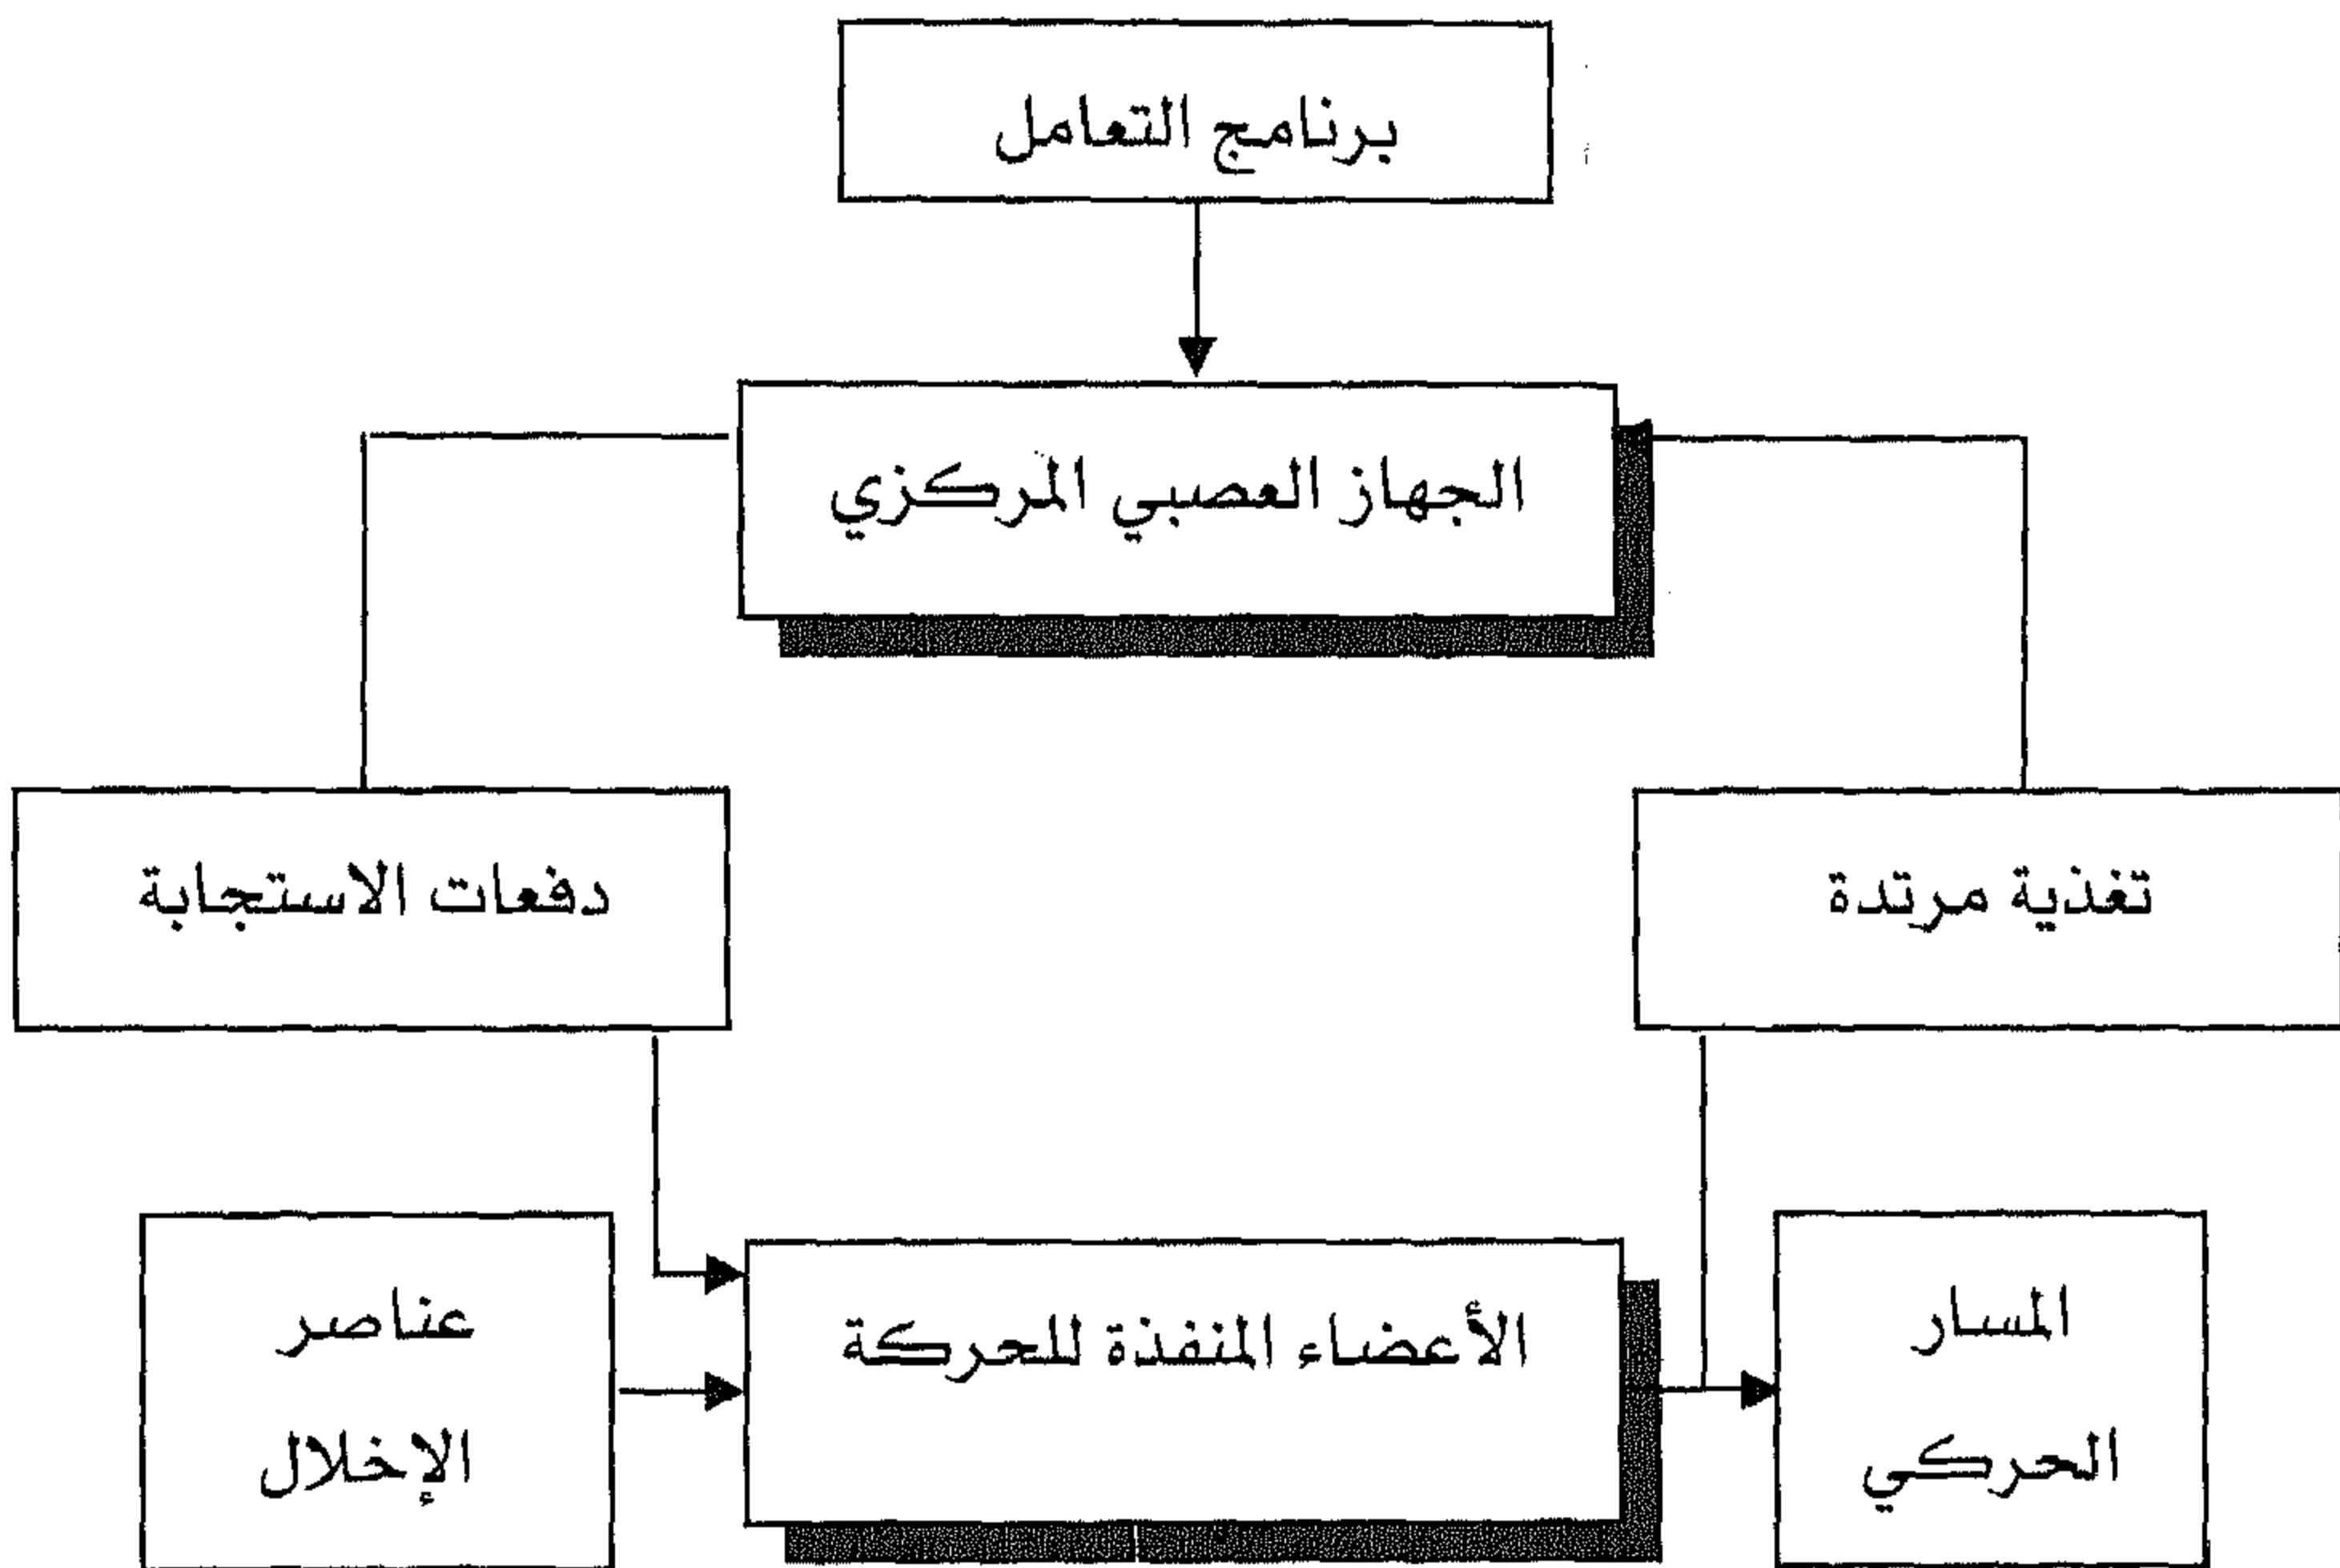 برنامج التعامل
الجهاز العصبي المركزي
تغذية مرتدة
دفعات الاستجابة
المسار
الحركي
الأعضاء المنفذة للحركة
عناصر
الإخلال